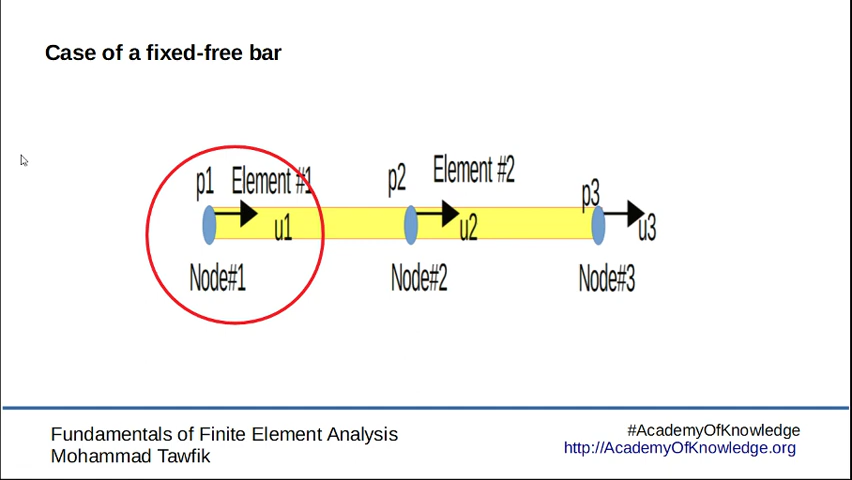 Case of a fixed-free bar
p1 Element #1 p2 Element #2 p3
u1 u2 u3
Node#1 Node#2 Node#3
Fundamentals of Finite Element Analysis
Mohammad Tawfik
#AcademyOfKnowledge
http://AcademyOfKnowledge.org